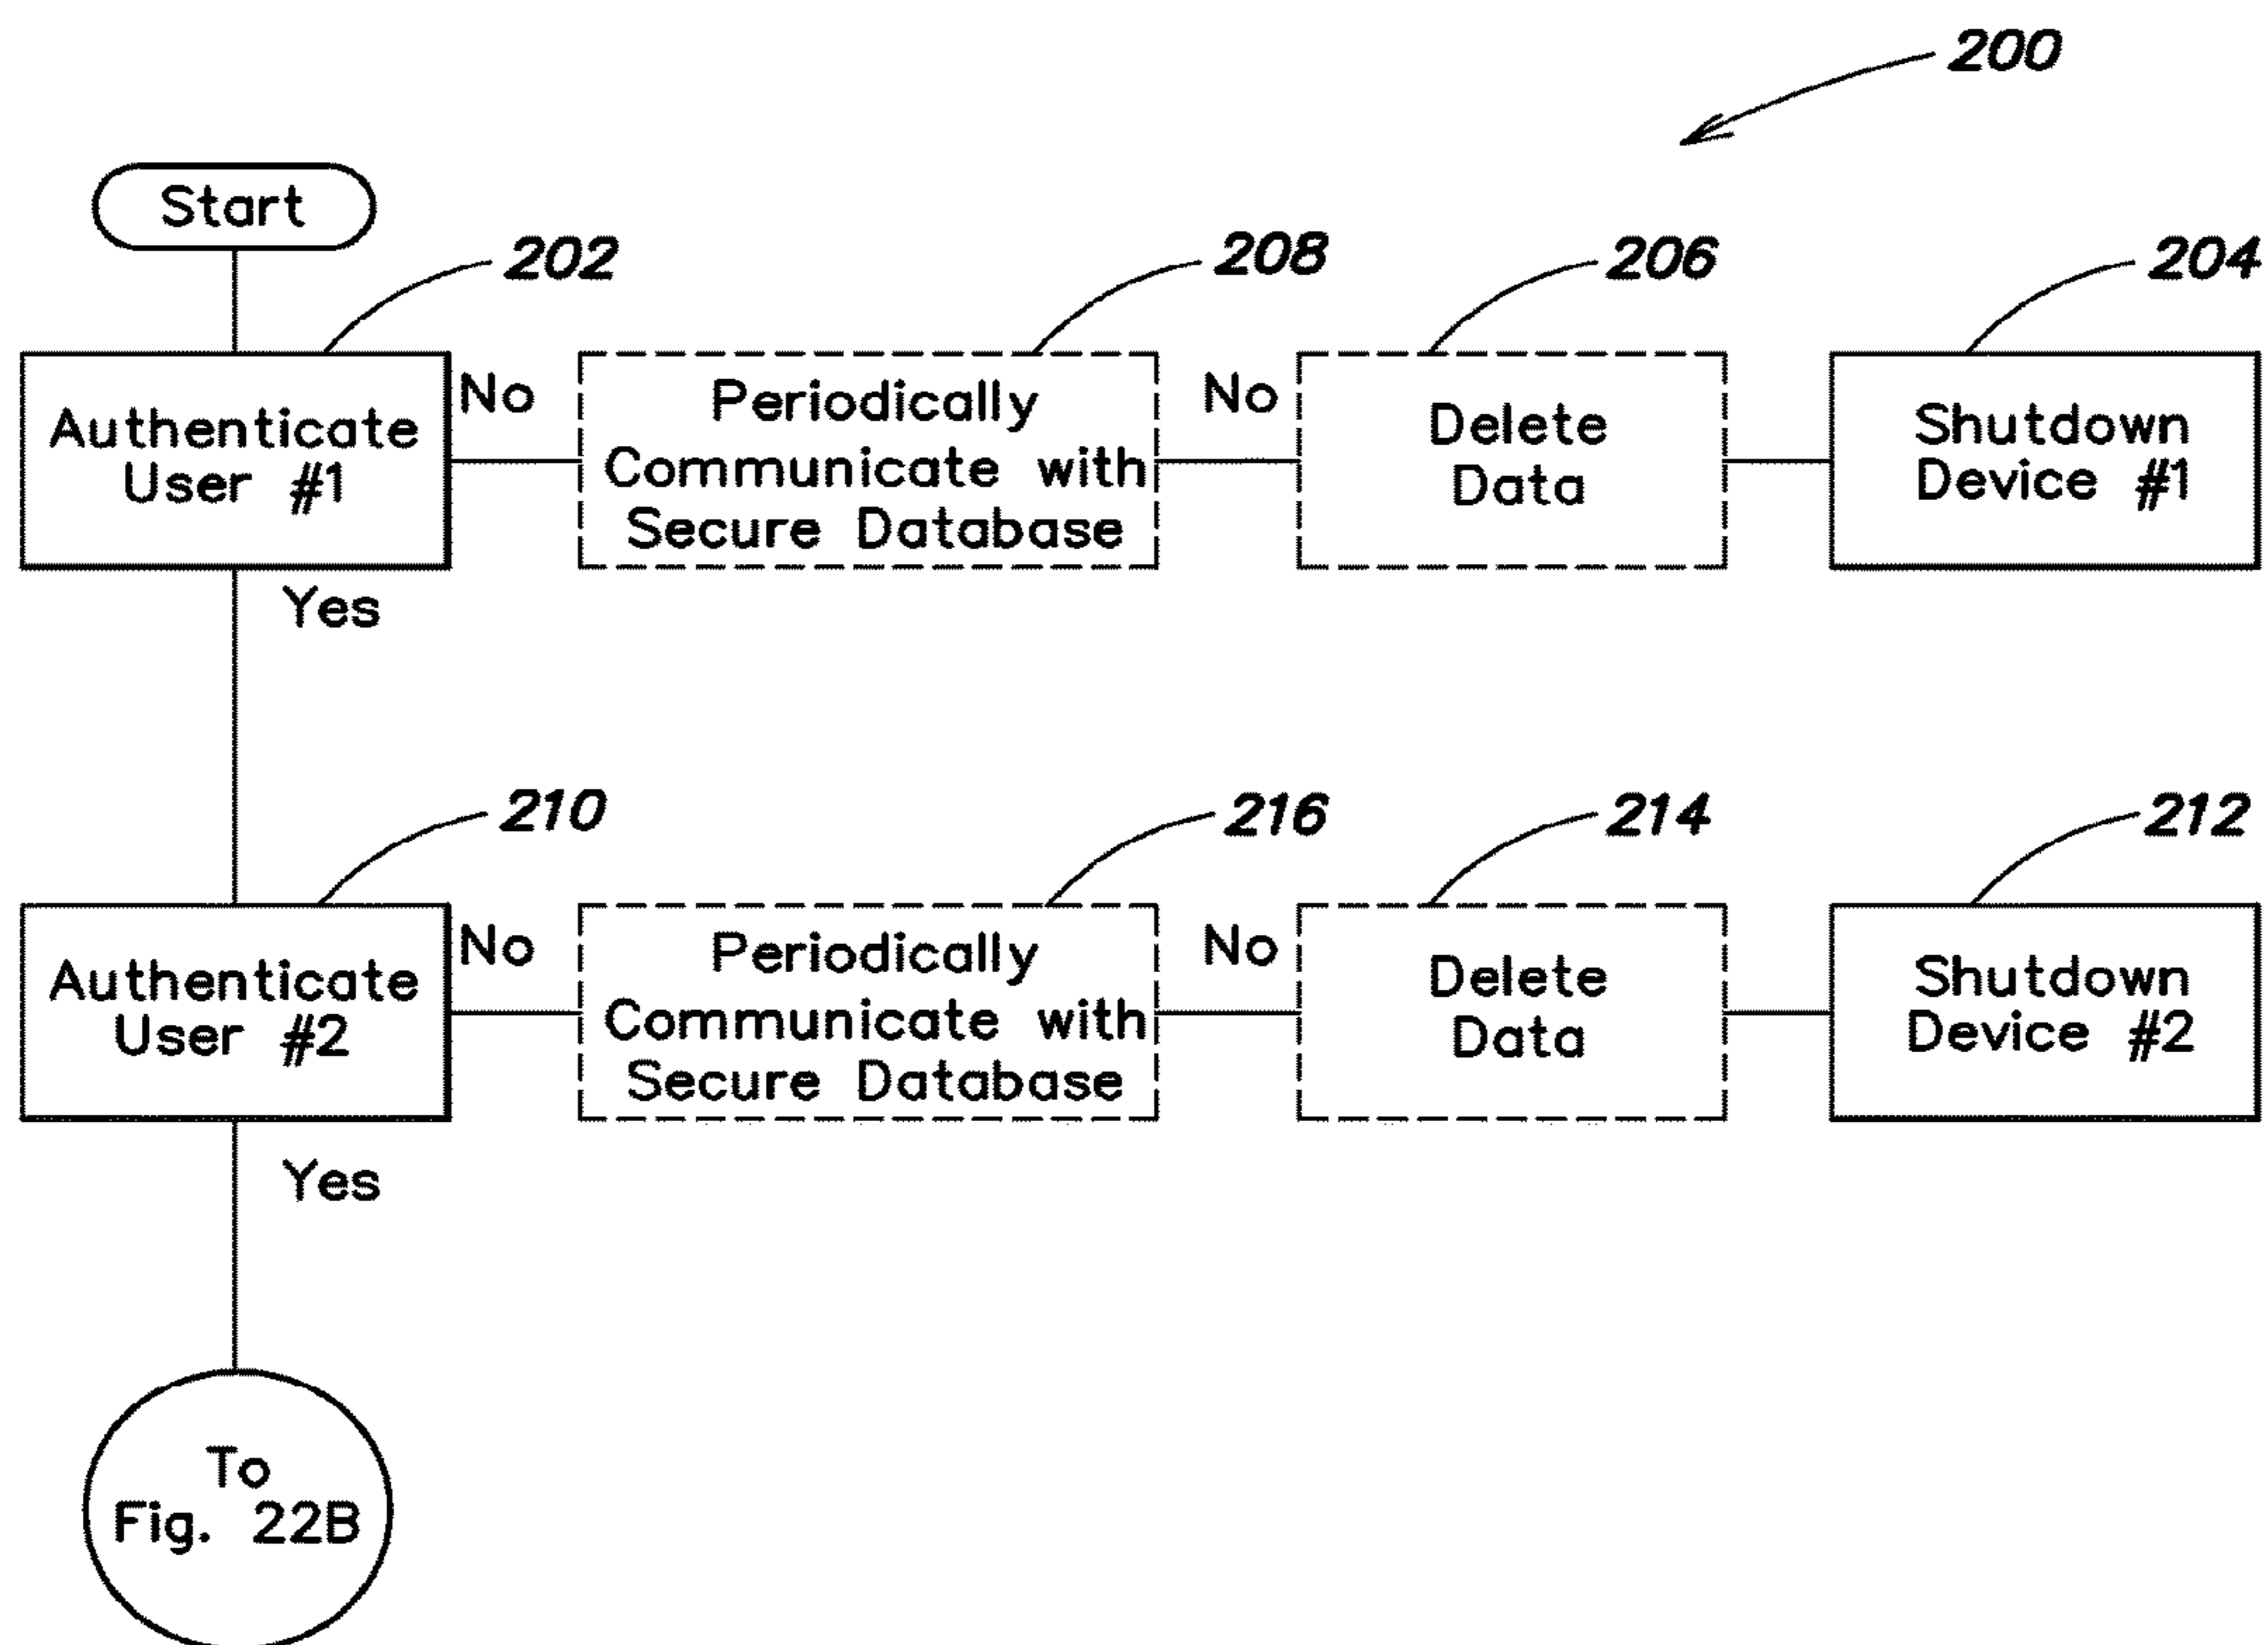 200
Start
202
208
206
204
Authenticate
User #1
No
Periodically
Communicate with
Secure Database
No
Delete
Data
Shutdown
Device #1
Yes
210
216
214
212
Authenticate
User #2
No
Periodically
Communicate with
Secure Database
No
Delete
Data
Shutdown
Device #2
Yes
To
Fig. 22B